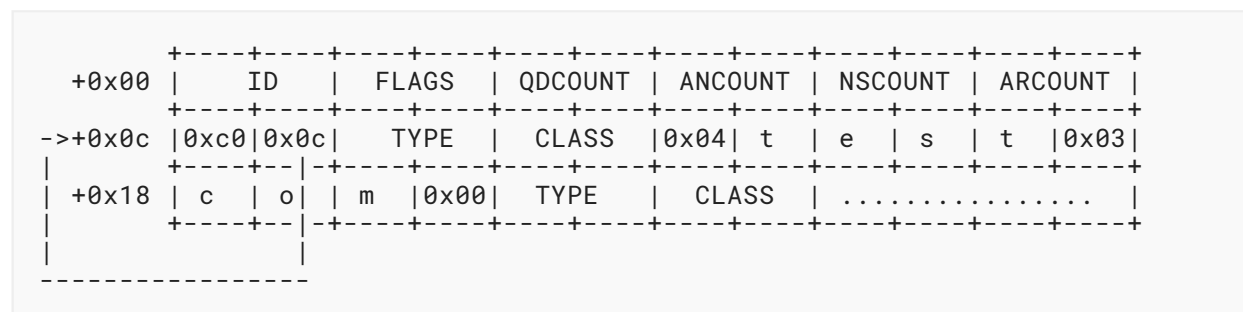 +----+----+----+----+----+----+----+----+----+----+----+----+
+0x00 |    ID   |  FLAGS  | QDCOUNT | ANCOUNT | NSCOUNT | ARCOUNT |
+----+----+----+----+----+----+----+----+----+----+----+----+
->+0x0c |0xc0|0x0c|   TYPE  |  CLASS  |0x04| t  | e  | s  | t  |0x03|
|       +----+--|-+----+----+----+----+----+----+----+----+----+----+
| +0x18 | c  | o| | m  |0x00|  TYPE   |  CLASS  | ................ |
|       +----+--|-+----+----+----+----+----+----+----+----+----+----+
|               |
-----------------